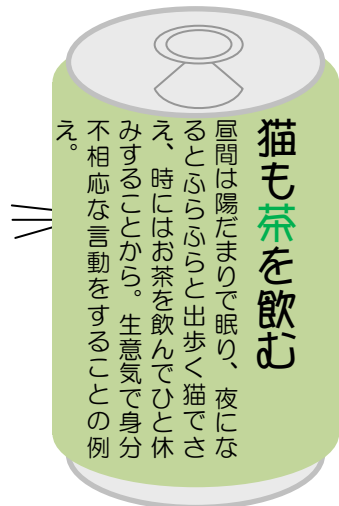 猫も茶を飲む
昼間は陽だまりで眠り、夜にな
るとふらふらと出歩く猫でさ
え、時にはお茶を飲んでひと休
みすることから。生意気で身分
不相応な言動をすることの例
え。